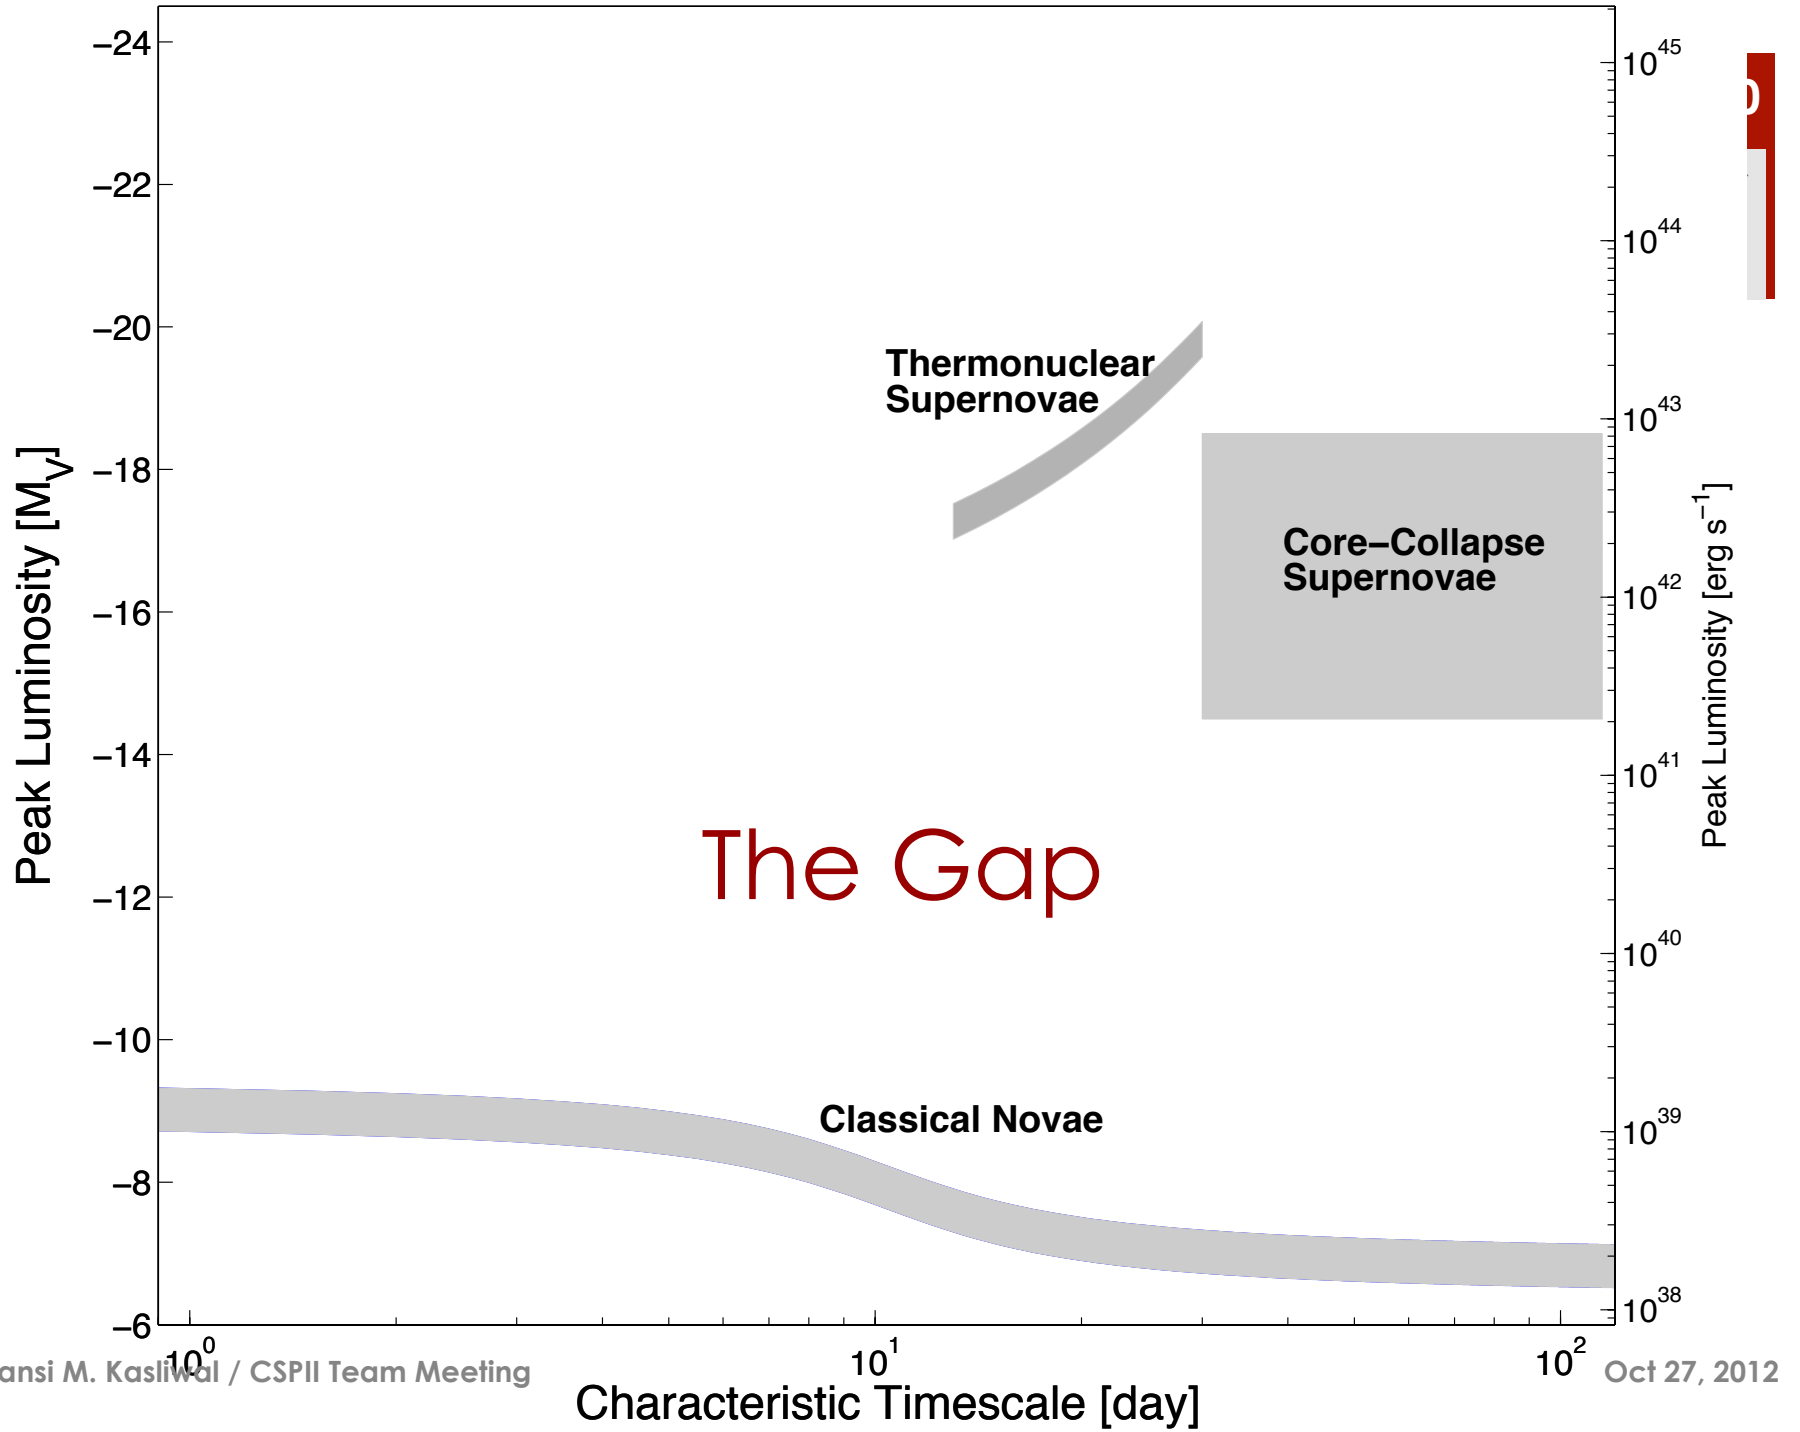 −24
−22
−20
−18
−16
−14
−12
−10
−8
−6
Peak Luminosity [M_V]
Thermonuclear
Supernovae
Core−Collapse
Supernovae
The Gap
Classical Novae
10^45
10^44
10^43
10^42
10^41
10^40
10^39
10^38
Peak Luminosity [erg s^−1]
10^0
10^1
10^2
Characteristic Timescale [day]
ansi M. Kasliwal / CSPII Team Meeting
Oct 27, 2012